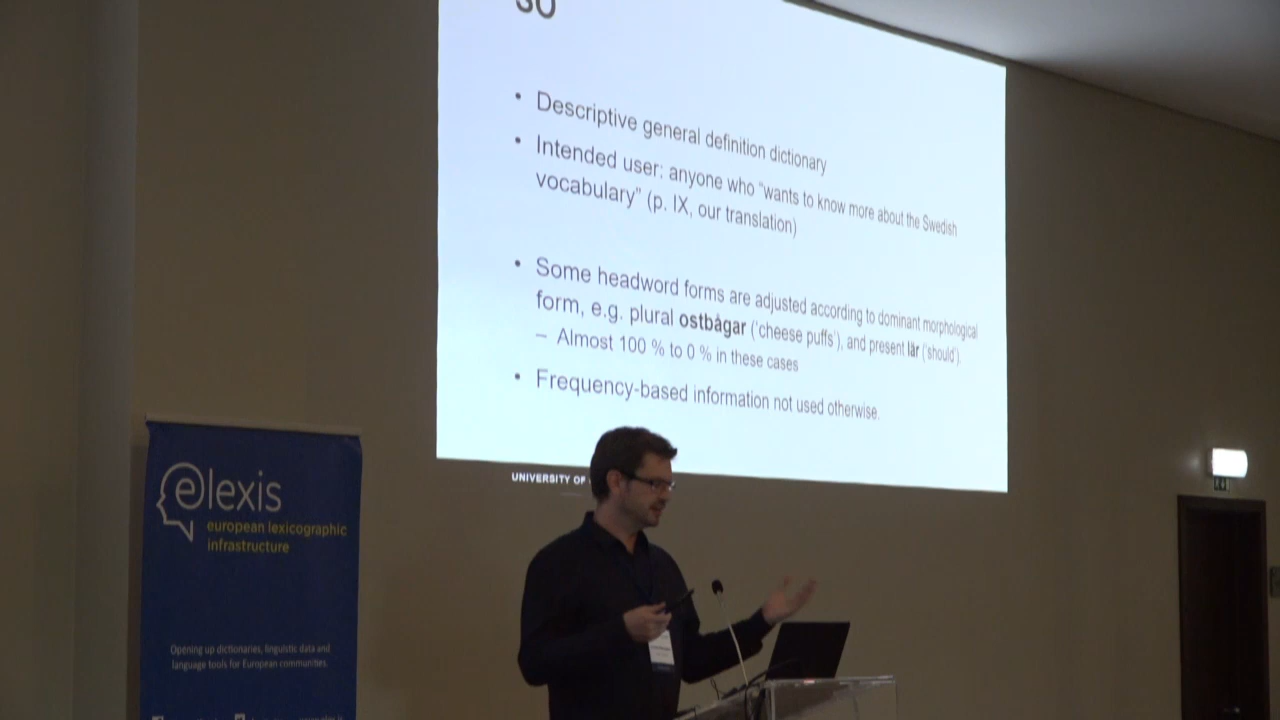 SO
• Descriptive general definition dictionary
• Intended user: anyone who “wants to know more about the Swedish
vocabulary” (p. IX, our translation)
• Some headword forms are adjusted according to dominant morphological
form, e.g. plural ostbågar (‘cheese puffs’), and present lär (‘should’).
– Almost 100 % to 0 % in these cases
• Frequency-based information not used otherwise.
UNIVERSITY OF
elexis
european lexicographic
infrastructure
Opening up dictionaries, linguistic data and
language tools for European communities.